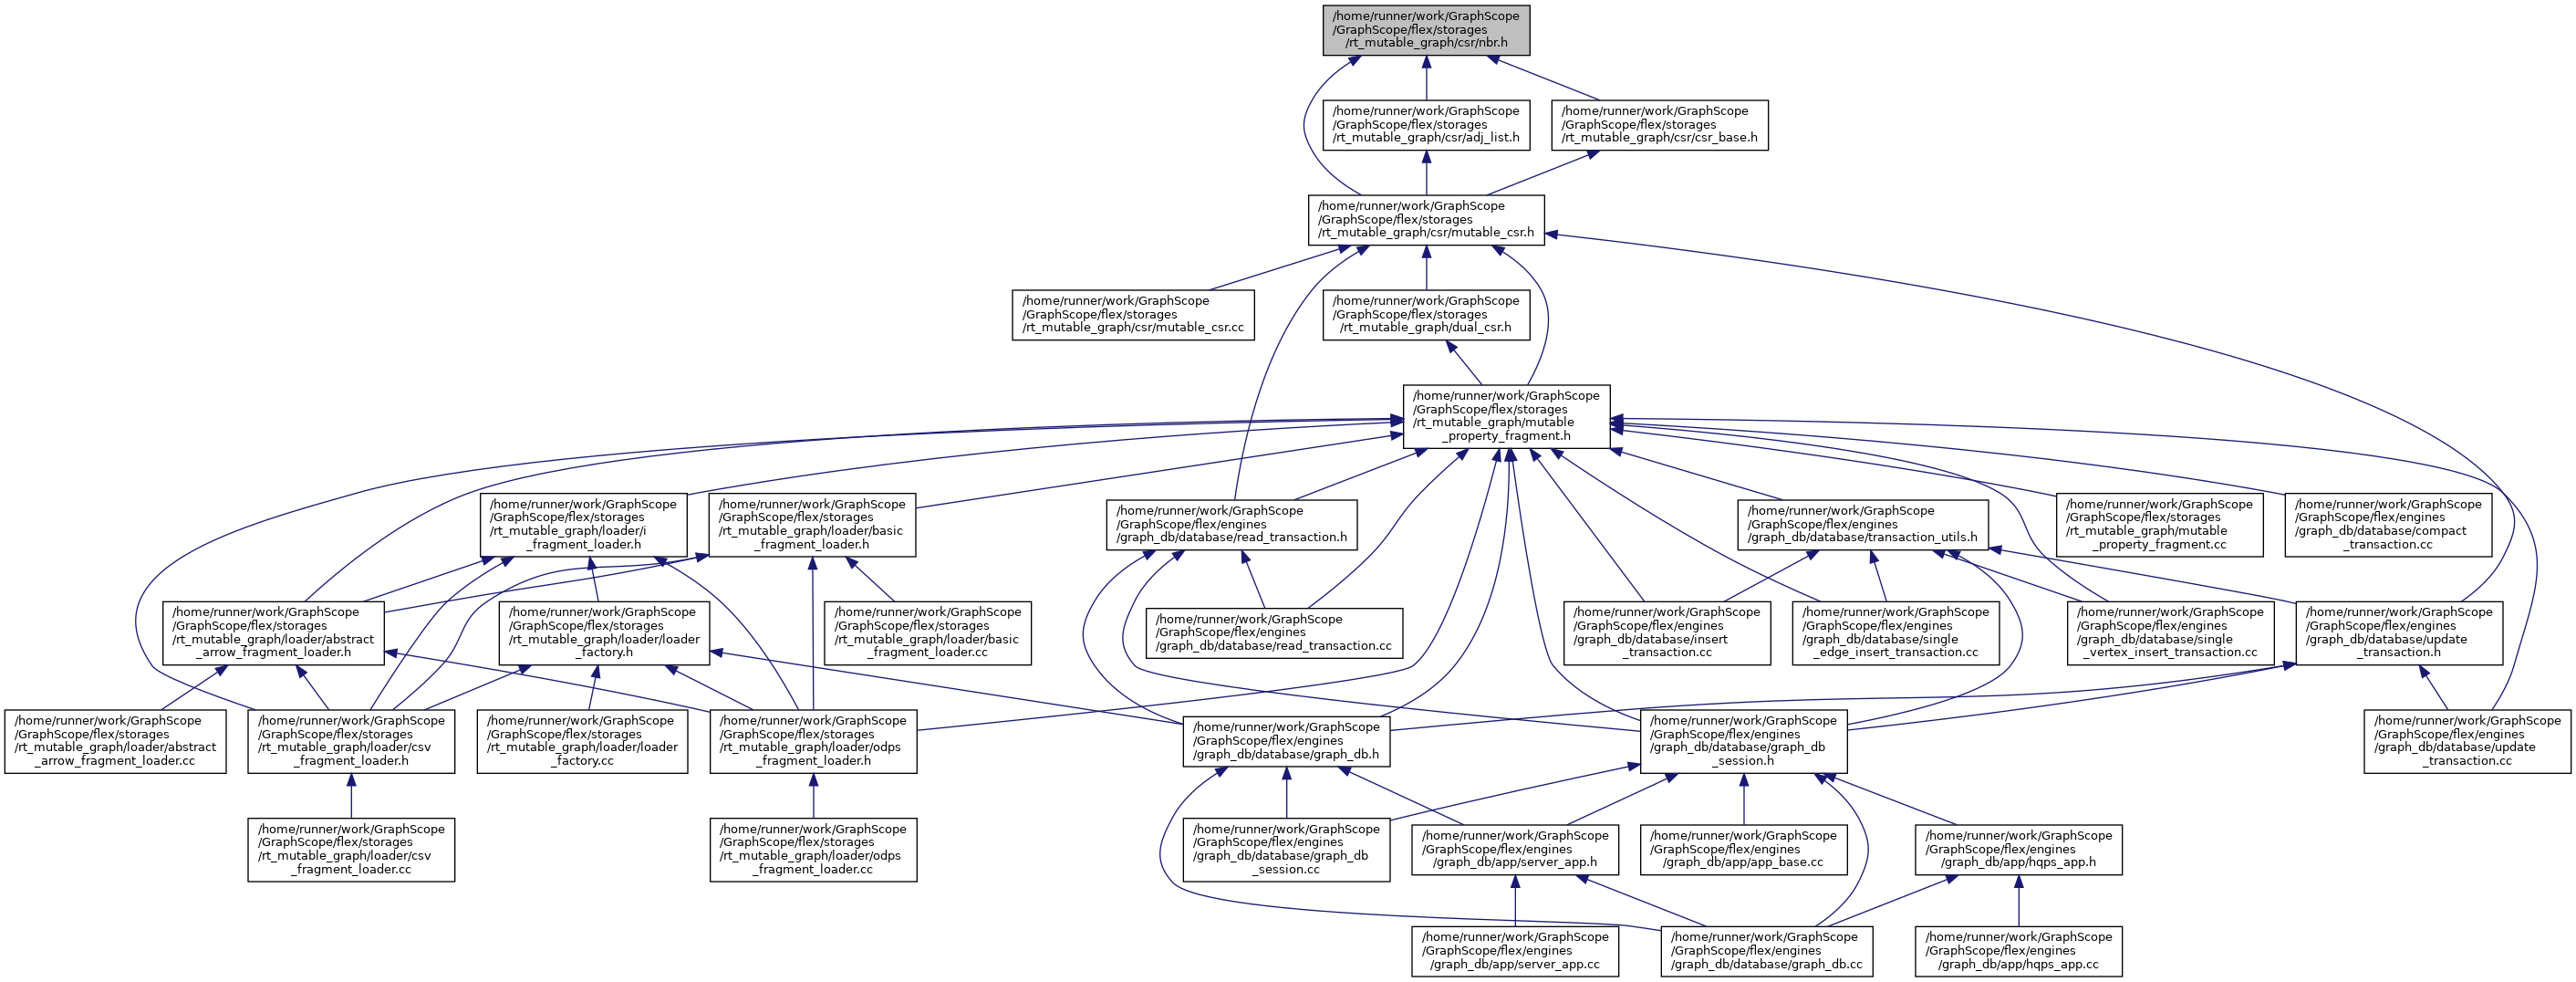 /home/runner/work/GraphScope
/GraphScope/flex/storages
/rt_mutable_graph/csr/nbr.h
/home/runner/work/GraphScope
/GraphScope/flex/storages
/rt_mutable_graph/csr/adj_list.h
/home/runner/work/GraphScope
/GraphScope/flex/storages
/rt_mutable_graph/csr/csr_base.h
/home/runner/work/GraphScope
/GraphScope/flex/storages
/rt_mutable_graph/csr/mutable_csr.h
/home/runner/work/GraphScope
/GraphScope/flex/storages
/rt_mutable_graph/csr/mutable_csr.cc
/home/runner/work/GraphScope
/GraphScope/flex/storages
/rt_mutable_graph/dual_csr.h
/home/runner/work/GraphScope
/GraphScope/flex/storages
/rt_mutable_graph/mutable
_property_fragment.h
/home/runner/work/GraphScope
/GraphScope/flex/storages
/rt_mutable_graph/loader/i
_fragment_loader.h
/home/runner/work/GraphScope
/GraphScope/flex/storages
/rt_mutable_graph/loader/basic
_fragment_loader.h
/home/runner/work/GraphScope
/GraphScope/flex/engines
/graph_db/database/read_transaction.h
/home/runner/work/GraphScope
/GraphScope/flex/engines
/graph_db/database/transaction_utils.h
/home/runner/work/GraphScope
/GraphScope/flex/storages
/rt_mutable_graph/mutable
_property_fragment.cc
/home/runner/work/GraphScope
/GraphScope/flex/engines
/graph_db/database/compact
_transaction.cc
/home/runner/work/GraphScope
/GraphScope/flex/storages
/rt_mutable_graph/loader/abstract
_arrow_fragment_loader.h
/home/runner/work/GraphScope
/GraphScope/flex/storages
/rt_mutable_graph/loader/loader
_factory.h
/home/runner/work/GraphScope
/GraphScope/flex/storages
/rt_mutable_graph/loader/basic
_fragment_loader.cc
/home/runner/work/GraphScope
/GraphScope/flex/engines
/graph_db/database/read_transaction.cc
/home/runner/work/GraphScope
/GraphScope/flex/engines
/graph_db/database/insert
_transaction.cc
/home/runner/work/GraphScope
/GraphScope/flex/engines
/graph_db/database/single
_edge_insert_transaction.cc
/home/runner/work/GraphScope
/GraphScope/flex/engines
/graph_db/database/single
_vertex_insert_transaction.cc
/home/runner/work/GraphScope
/GraphScope/flex/engines
/graph_db/database/update
_transaction.h
/home/runner/work/GraphScope
/GraphScope/flex/storages
/rt_mutable_graph/loader/abstract
_arrow_fragment_loader.cc
/home/runner/work/GraphScope
/GraphScope/flex/storages
/rt_mutable_graph/loader/csv
_fragment_loader.h
/home/runner/work/GraphScope
/GraphScope/flex/storages
/rt_mutable_graph/loader/loader
_factory.cc
/home/runner/work/GraphScope
/GraphScope/flex/storages
/rt_mutable_graph/loader/odps
_fragment_loader.h
/home/runner/work/GraphScope
/GraphScope/flex/engines
/graph_db/database/graph_db.h
/home/runner/work/GraphScope
/GraphScope/flex/engines
/graph_db/database/graph_db
_session.h
/home/runner/work/GraphScope
/GraphScope/flex/engines
/graph_db/database/update
_transaction.cc
/home/runner/work/GraphScope
/GraphScope/flex/storages
/rt_mutable_graph/loader/csv
_fragment_loader.cc
/home/runner/work/GraphScope
/GraphScope/flex/storages
/rt_mutable_graph/loader/odps
_fragment_loader.cc
/home/runner/work/GraphScope
/GraphScope/flex/engines
/graph_db/database/graph_db
_session.cc
/home/runner/work/GraphScope
/GraphScope/flex/engines
/graph_db/app/server_app.h
/home/runner/work/GraphScope
/GraphScope/flex/engines
/graph_db/app/app_base.cc
/home/runner/work/GraphScope
/GraphScope/flex/engines
/graph_db/app/hqps_app.h
/home/runner/work/GraphScope
/GraphScope/flex/engines
/graph_db/app/server_app.cc
/home/runner/work/GraphScope
/GraphScope/flex/engines
/graph_db/database/graph_db.cc
/home/runner/work/GraphScope
/GraphScope/flex/engines
/graph_db/app/hqps_app.cc